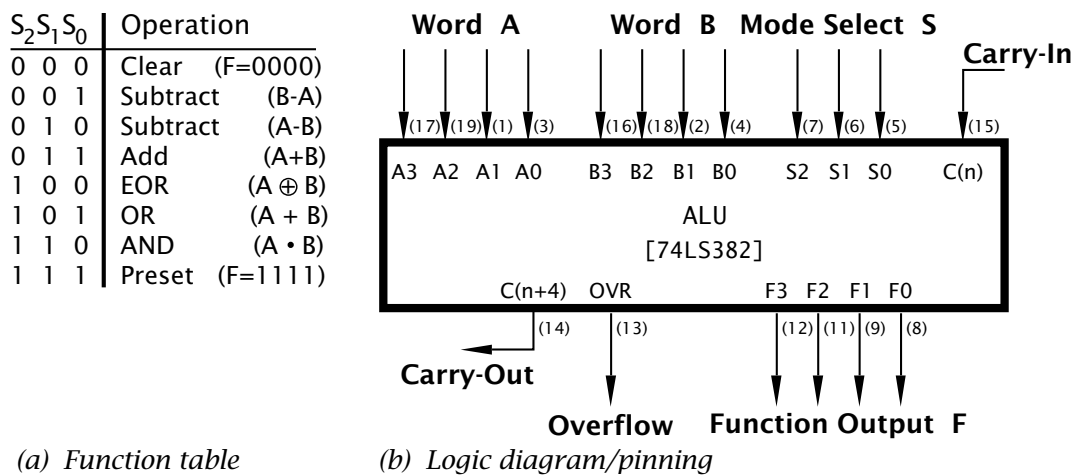 S2S1S0 Operation
0 0 0 Clear (F=0000)
0 0 1 Subtract (B-A)
0 1 0 Subtract (A-B)
0 1 1 Add (A+B)
1 0 0 EOR (A ⊕ B)
1 0 1 OR (A + B)
1 1 0 AND (A • B)
1 1 1 Preset (F=1111)
(a) Function table
Word A Word B Mode Select S
Carry-In
(17) (19) (1) (3) (16) (18) (2) (4) (7) (6) (5) (15)
A3 A2 A1 A0 B3 B2 B1 B0 S2 S1 S0 C(n)
ALU
[74LS382]
C(n+4) OVR F3 F2 F1 F0
(14) (13) (12) (11) (9) (8)
Carry-Out
Overflow Function Output F
(b) Logic diagram/pinning